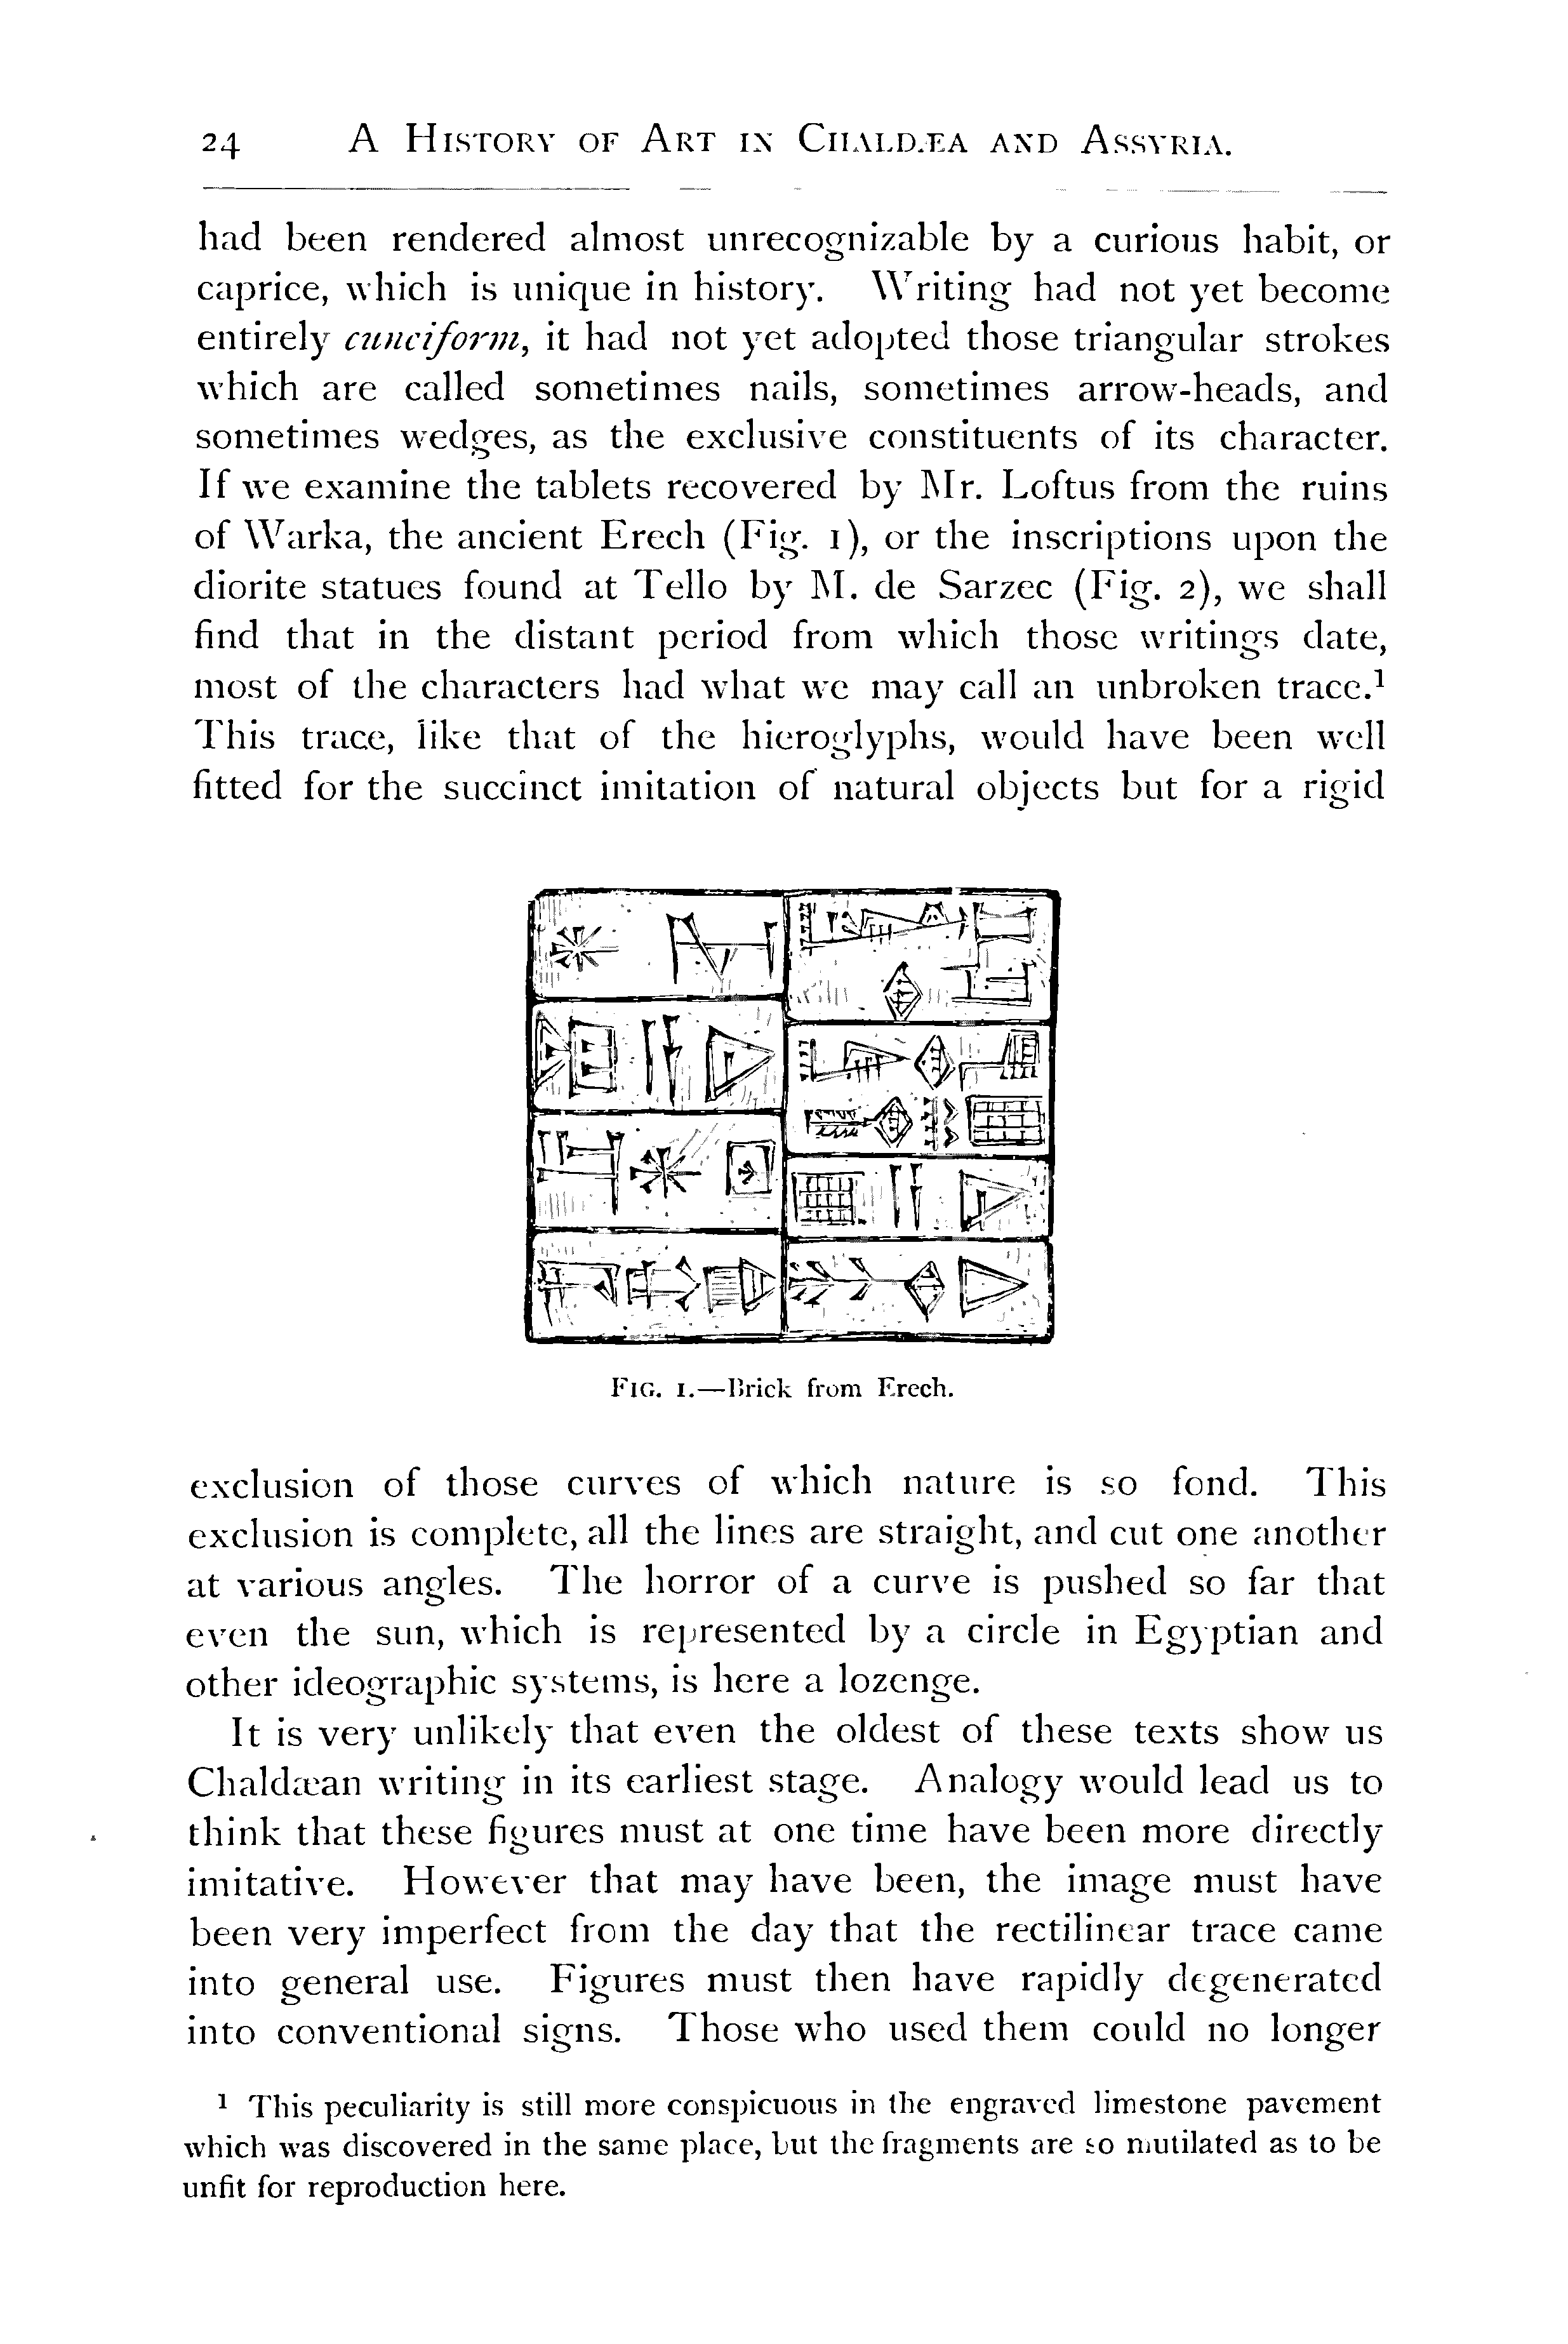 24 A History of Art in Chaldæa and Assyria.
had been rendered almost unrecognizable by a curious habit, or
caprice, which is unique in history. Writing had not yet become
entirely cuneiform, it had not yet adopted those triangular strokes
which are called sometimes nails, sometimes arrow-heads, and
sometimes wedges, as the exclusive constituents of its character.
If we examine the tablets recovered by Mr. Loftus from the ruins
of Warka, the ancient Erech (Fig. 1), or the inscriptions upon the
diorite statues found at Tello by M. de Sarzec (Fig. 2), we shall
find that in the distant period from which those writings date,
most of the characters had what we may call an unbroken trace.¹
This trace, like that of the hieroglyphs, would have been well
fitted for the succinct imitation of natural objects but for a rigid
Fig. 1.—Brick from Erech.
exclusion of those curves of which nature is so fond. This
exclusion is complete, all the lines are straight, and cut one another
at various angles. The horror of a curve is pushed so far that
even the sun, which is represented by a circle in Egyptian and
other ideographic systems, is here a lozenge.
It is very unlikely that even the oldest of these texts show us
Chaldæan writing in its earliest stage. Analogy would lead us to
think that these figures must at one time have been more directly
imitative. However that may have been, the image must have
been very imperfect from the day that the rectilinear trace came
into general use. Figures must then have rapidly degenerated
into conventional signs. Those who used them could no longer
¹ This peculiarity is still more conspicuous in the engraved limestone pavement
which was discovered in the same place, but the fragments are so mutilated as to be
unfit for reproduction here.